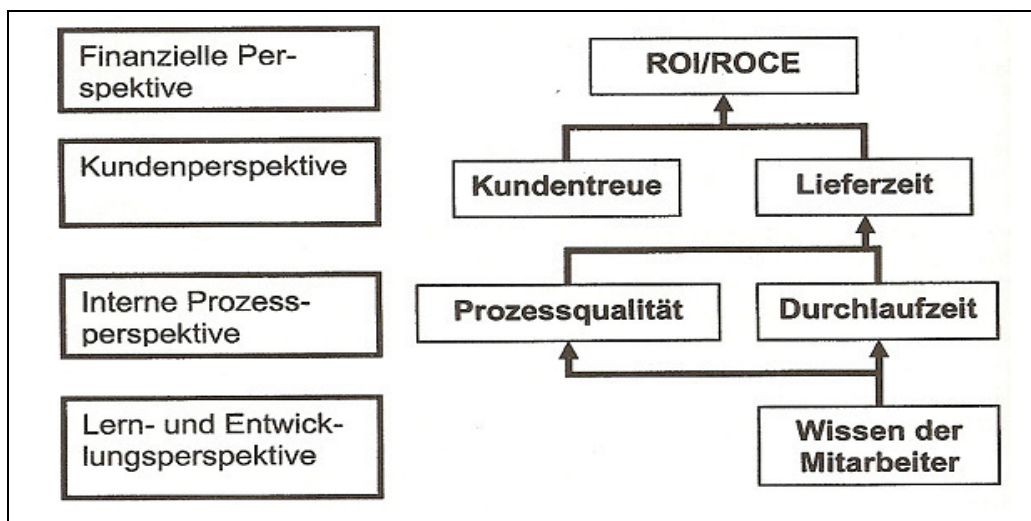 Finanzielle Per-
spektive
ROI/ROCE
Kundenperspektive
Kundentreue
Lieferzeit
Interne Prozess-
perspektive
Prozessqualität
Durchlaufzeit
Lern- und Entwick-
lungsperspektive
Wissen der
Mitarbeiter